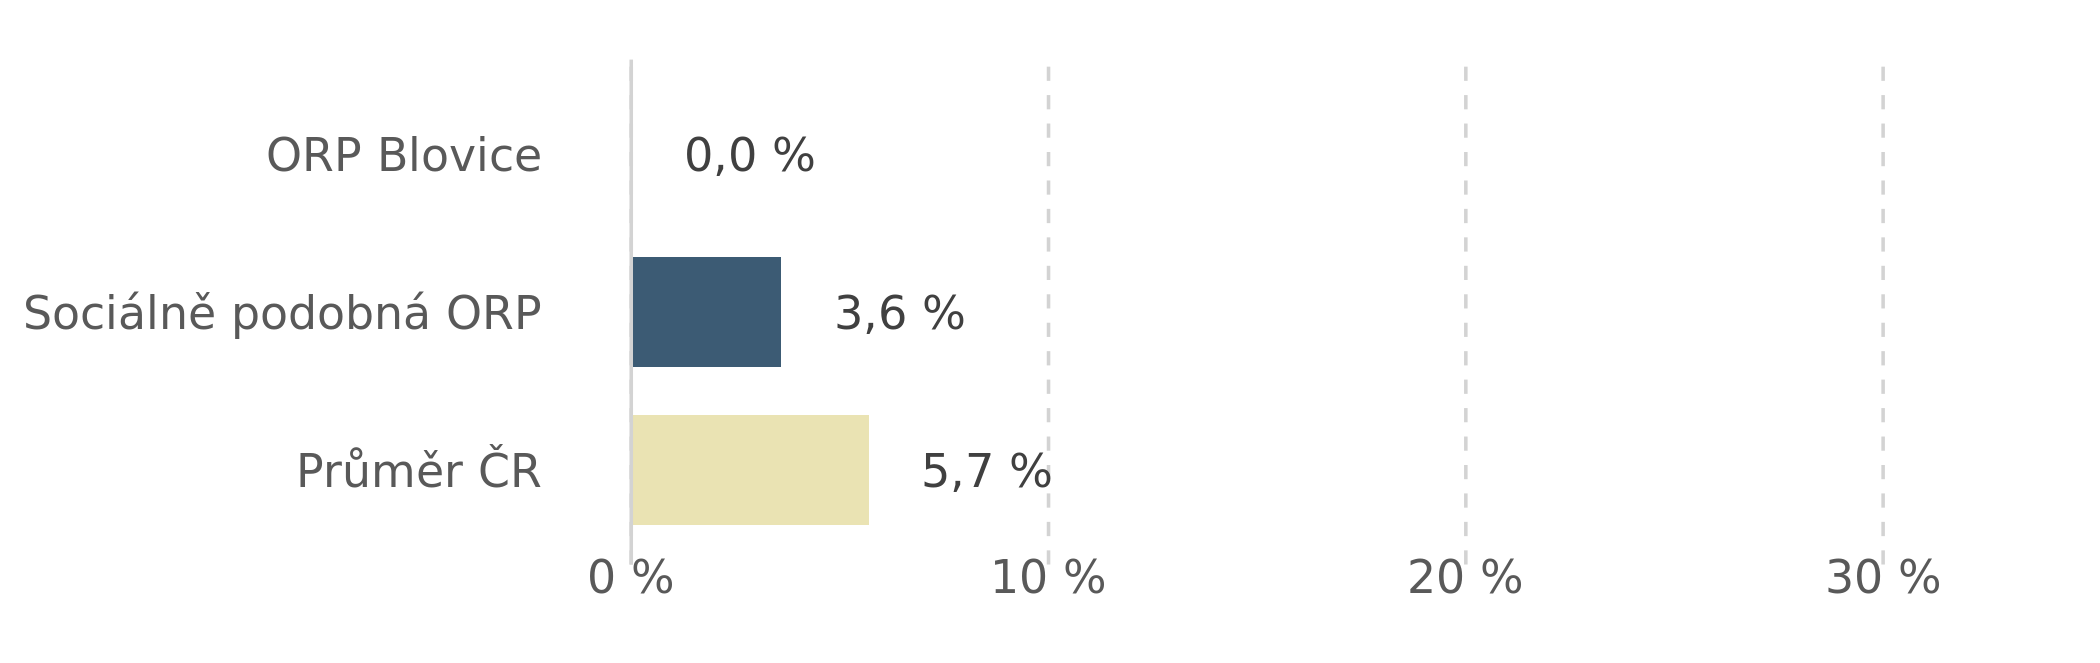 ORP Blovice 0,0 %
Sociálně podobná ORP 3,6 %
Průměr ČR 5,7 %
0 % 10 % 20 % 30 %